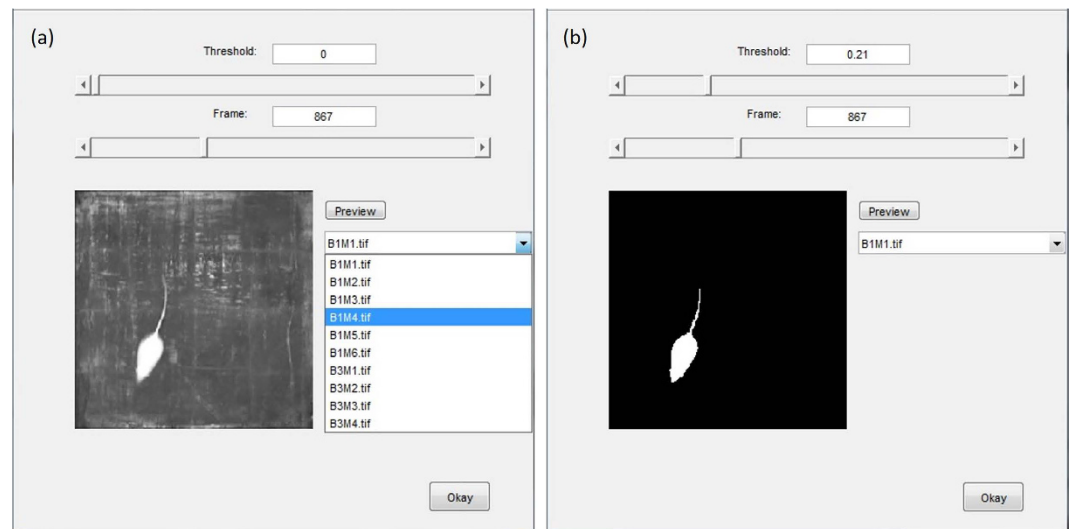 (a)
Threshold: 0
Frame: 867
Preview
B1M1.tif
B1M1.tif
B1M2.tif
B1M3.tif
B1M4.tif
B1M5.tif
B1M6.tif
B3M1.tif
B3M2.tif
B3M3.tif
B3M4.tif
Okay
(b)
Threshold: 0.21
Frame: 867
Preview
B1M1.tif
Okay